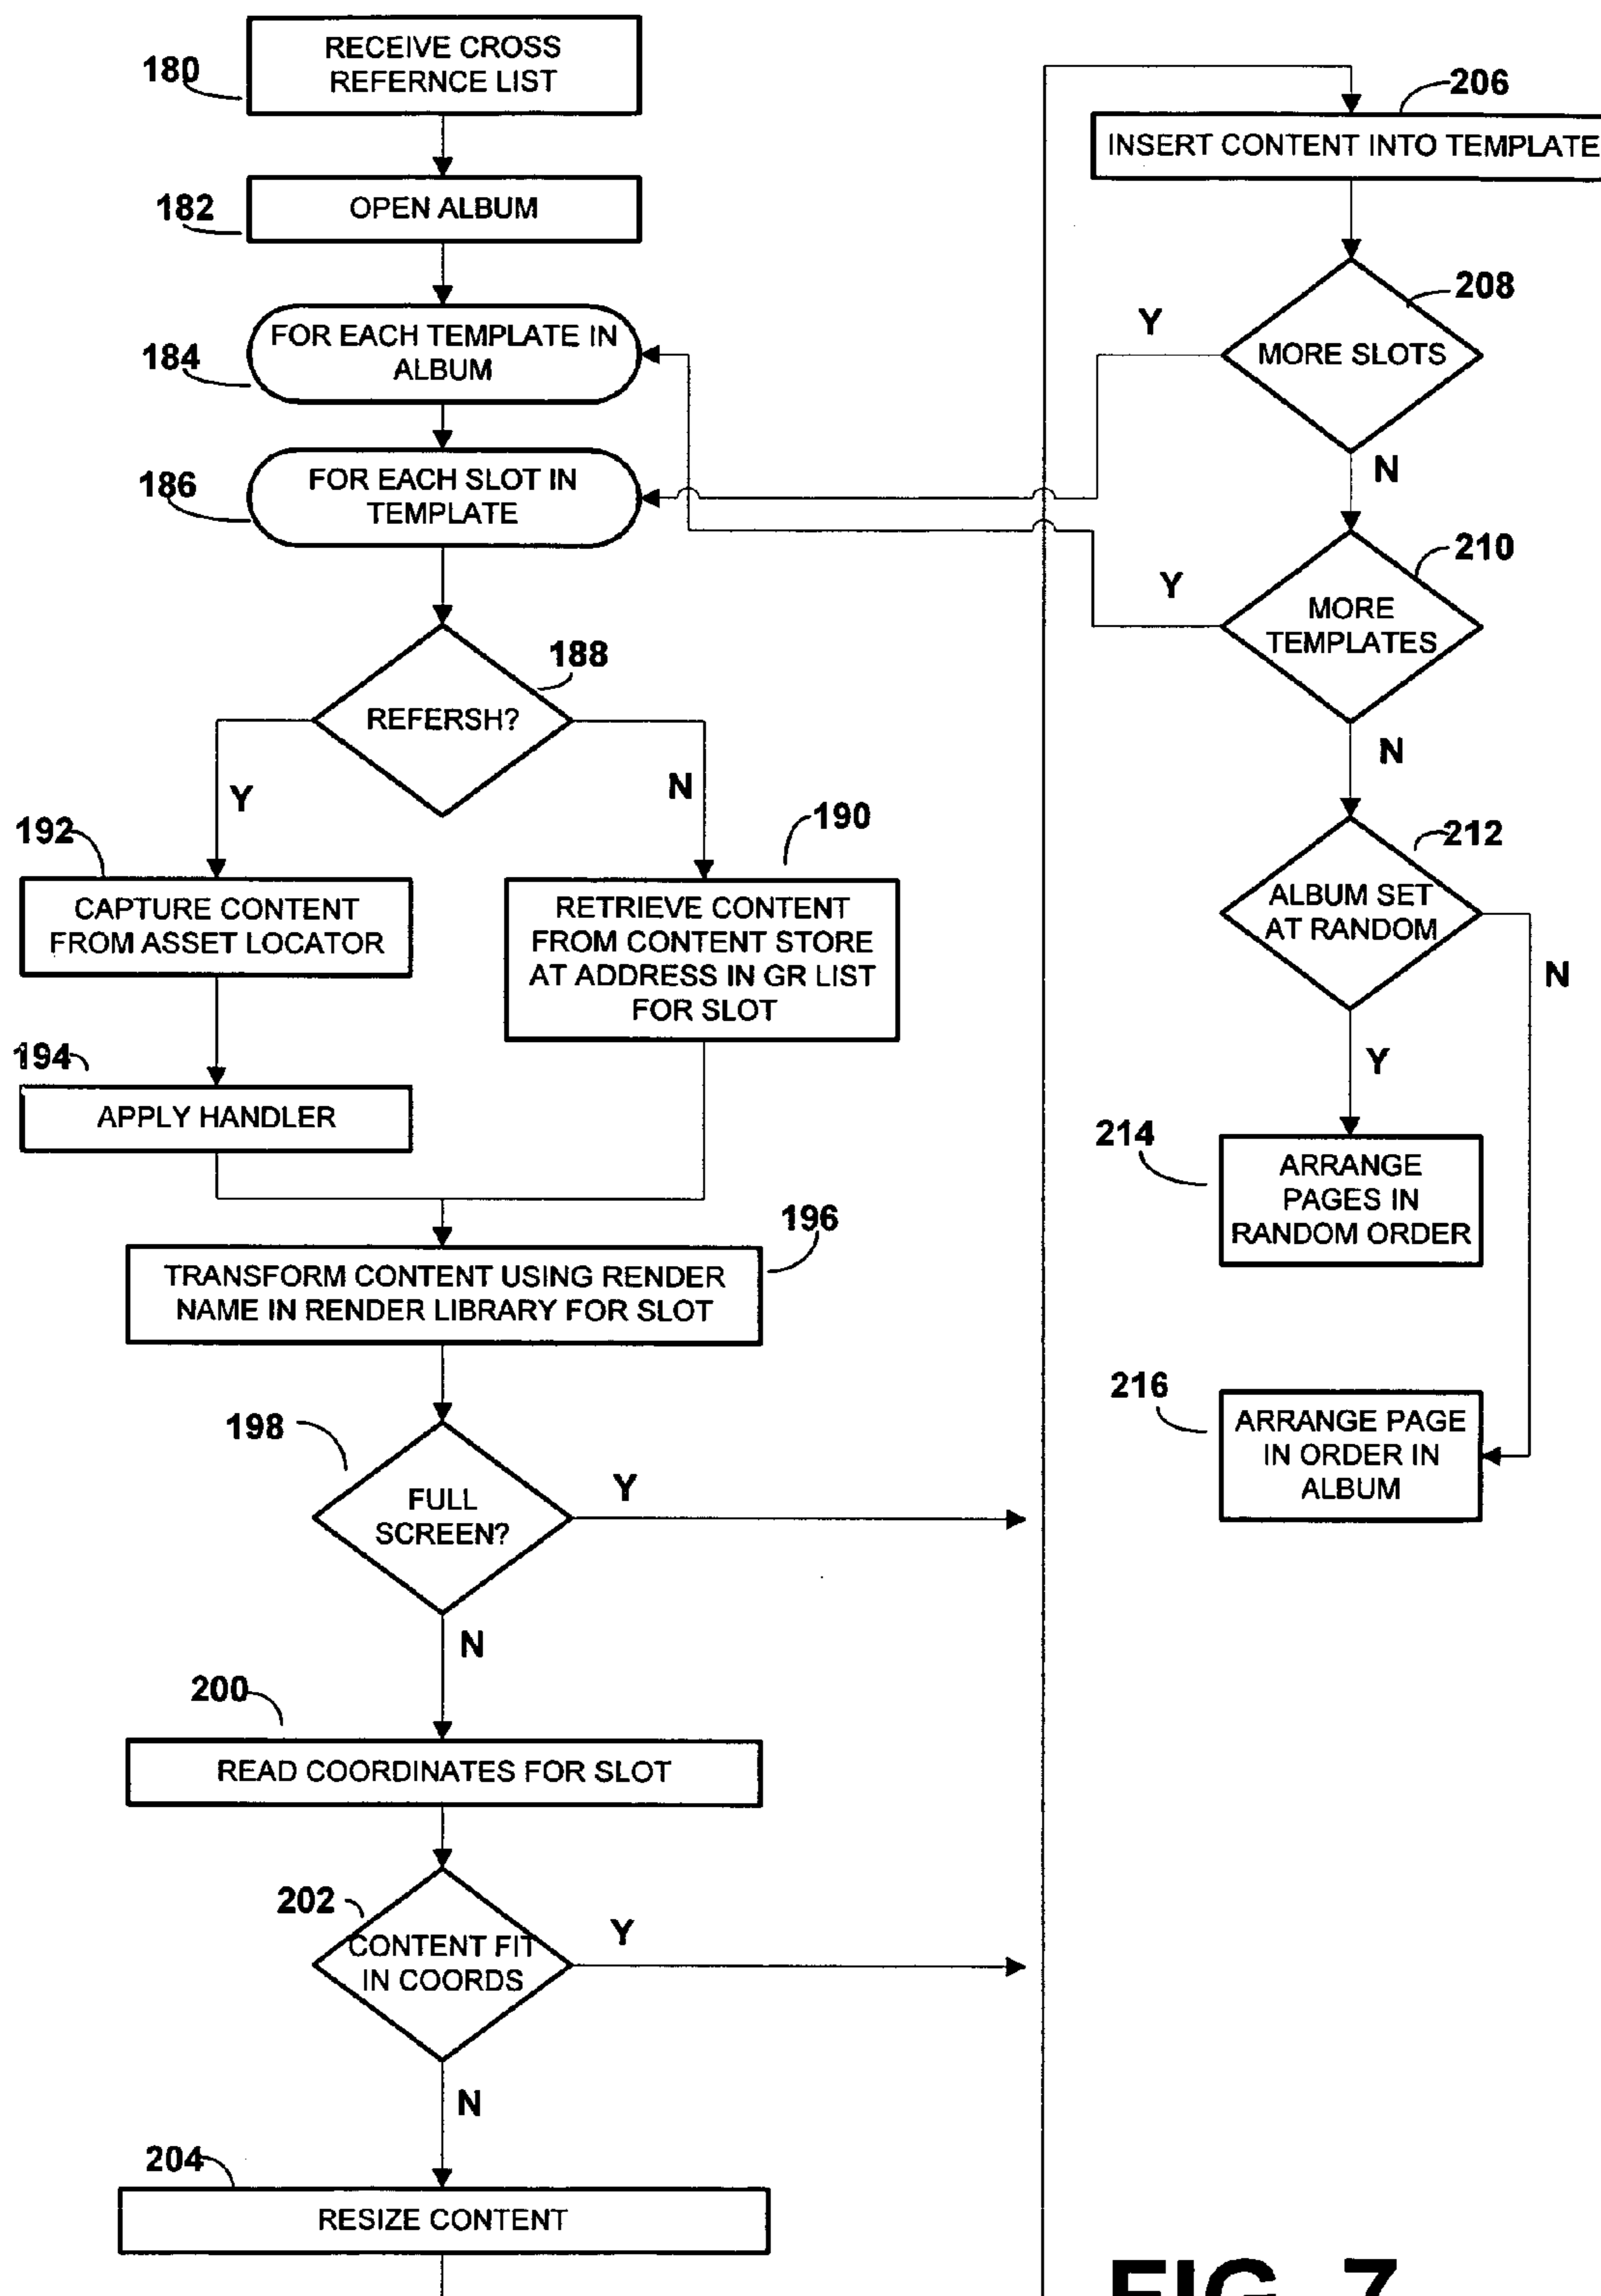 180
RECEIVE CROSS
REFERNCE LIST
182
OPEN ALBUM
184
FOR EACH TEMPLATE IN
ALBUM
186
FOR EACH SLOT IN
TEMPLATE
188
REFERSH?
Y
N
192
CAPTURE CONTENT
FROM ASSET LOCATOR
190
RETRIEVE CONTENT
FROM CONTENT STORE
AT ADDRESS IN GR LIST
FOR SLOT
194
APPLY HANDLER
196
TRANSFORM CONTENT USING RENDER
NAME IN RENDER LIBRARY FOR SLOT
198
FULL
SCREEN?
Y
N
200
READ COORDINATES FOR SLOT
202
CONTENT FIT
IN COORDS
Y
N
204
RESIZE CONTENT
206
INSERT CONTENT INTO TEMPLATE
208
MORE SLOTS
Y
N
210
MORE
TEMPLATES
Y
N
212
ALBUM SET
AT RANDOM
N
Y
214
ARRANGE
PAGES IN
RANDOM ORDER
216
ARRANGE PAGE
IN ORDER IN
ALBUM
FIG. 7